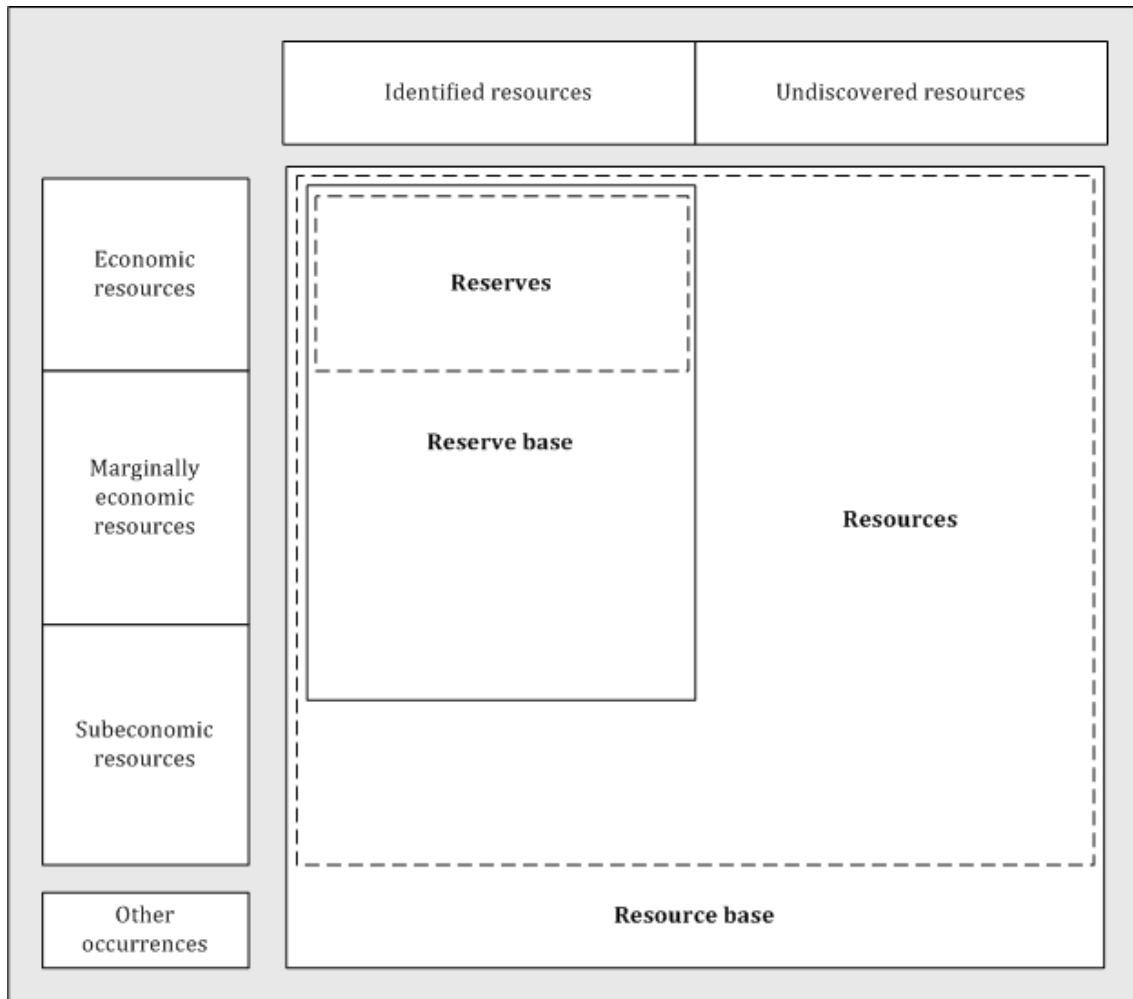 Identified resources
Undiscovered resources
Economic
resources
Reserves
Reserve base
Marginally
economic
resources
Resources
Subeconomic
resources
Other
occurrences
Resource base